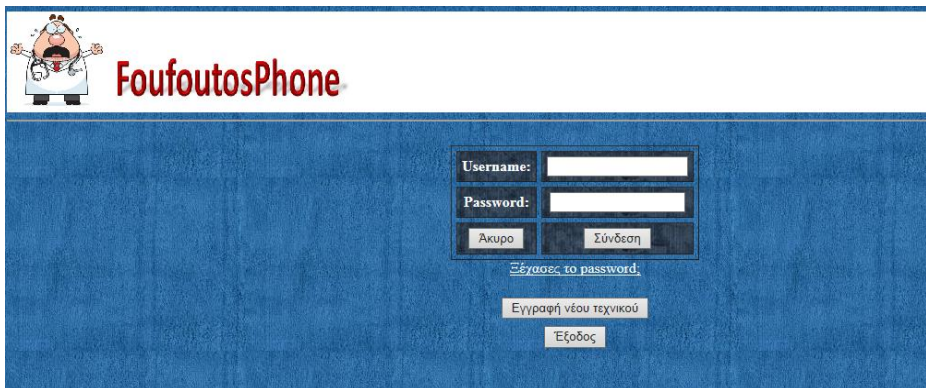 FoufoutosPhone
Username:
Password:
Άκυρο Σύνδεση
Ξέχασες το password;
Εγγραφή νέου τεχνικού
Έξοδος